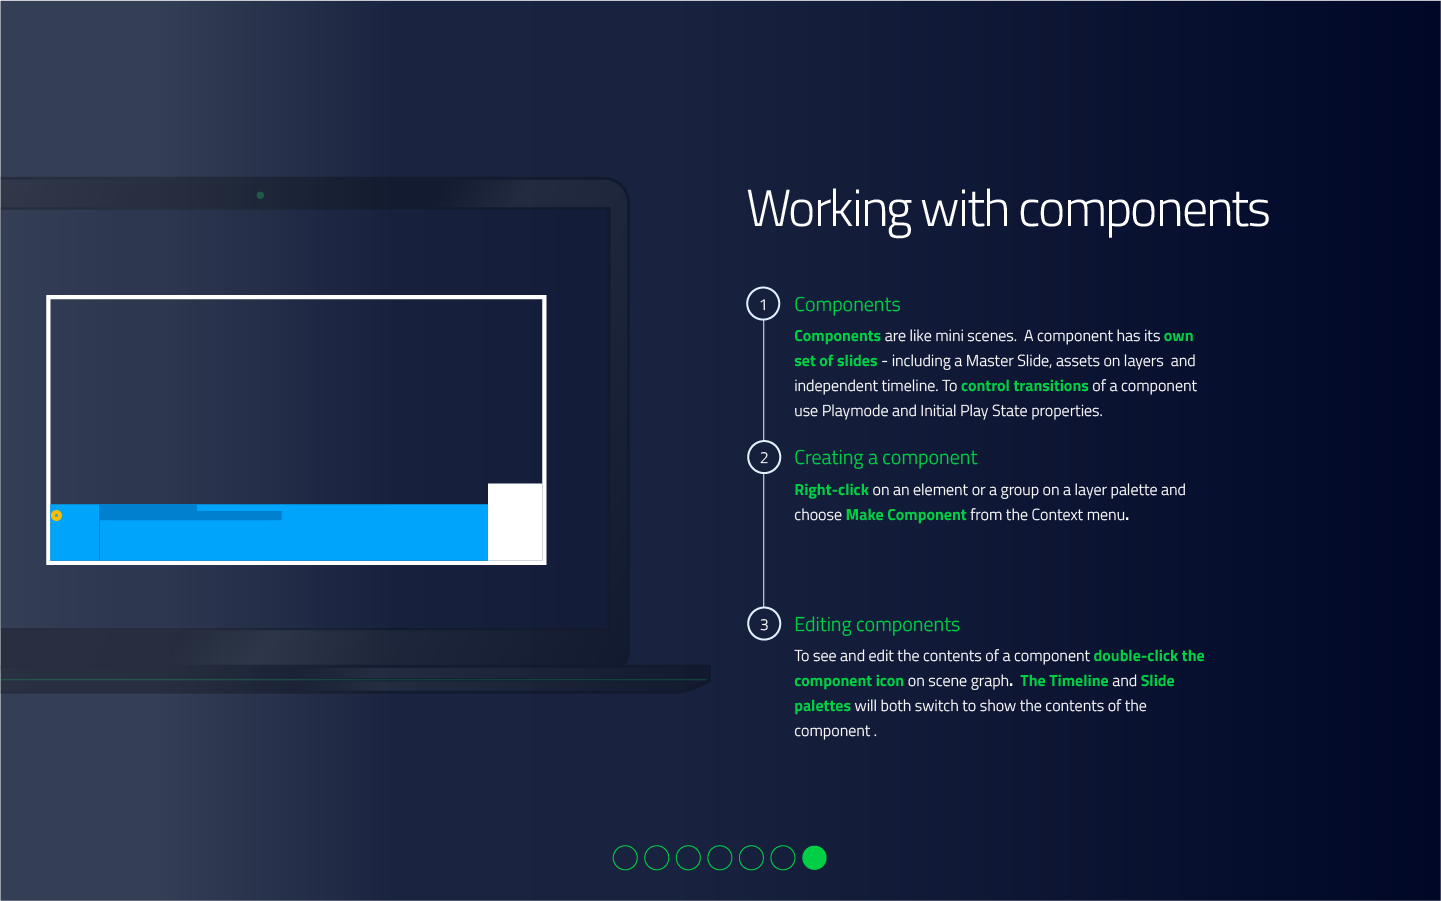 Working with components
1
Components
Components are like mini scenes.  A component has its own
set of slides - including a Master Slide, assets on layers  and
independent timeline. To control transitions of a component
use Playmode and Initial Play State properties.
2
Creating a component
Right-click on an element or a group on a layer palette and
choose Make Component from the Context menu.
3
Editing components
To see and edit the contents of a component double-click the
component icon on scene graph.  The Timeline and Slide
palettes will both switch to show the contents of the
component .